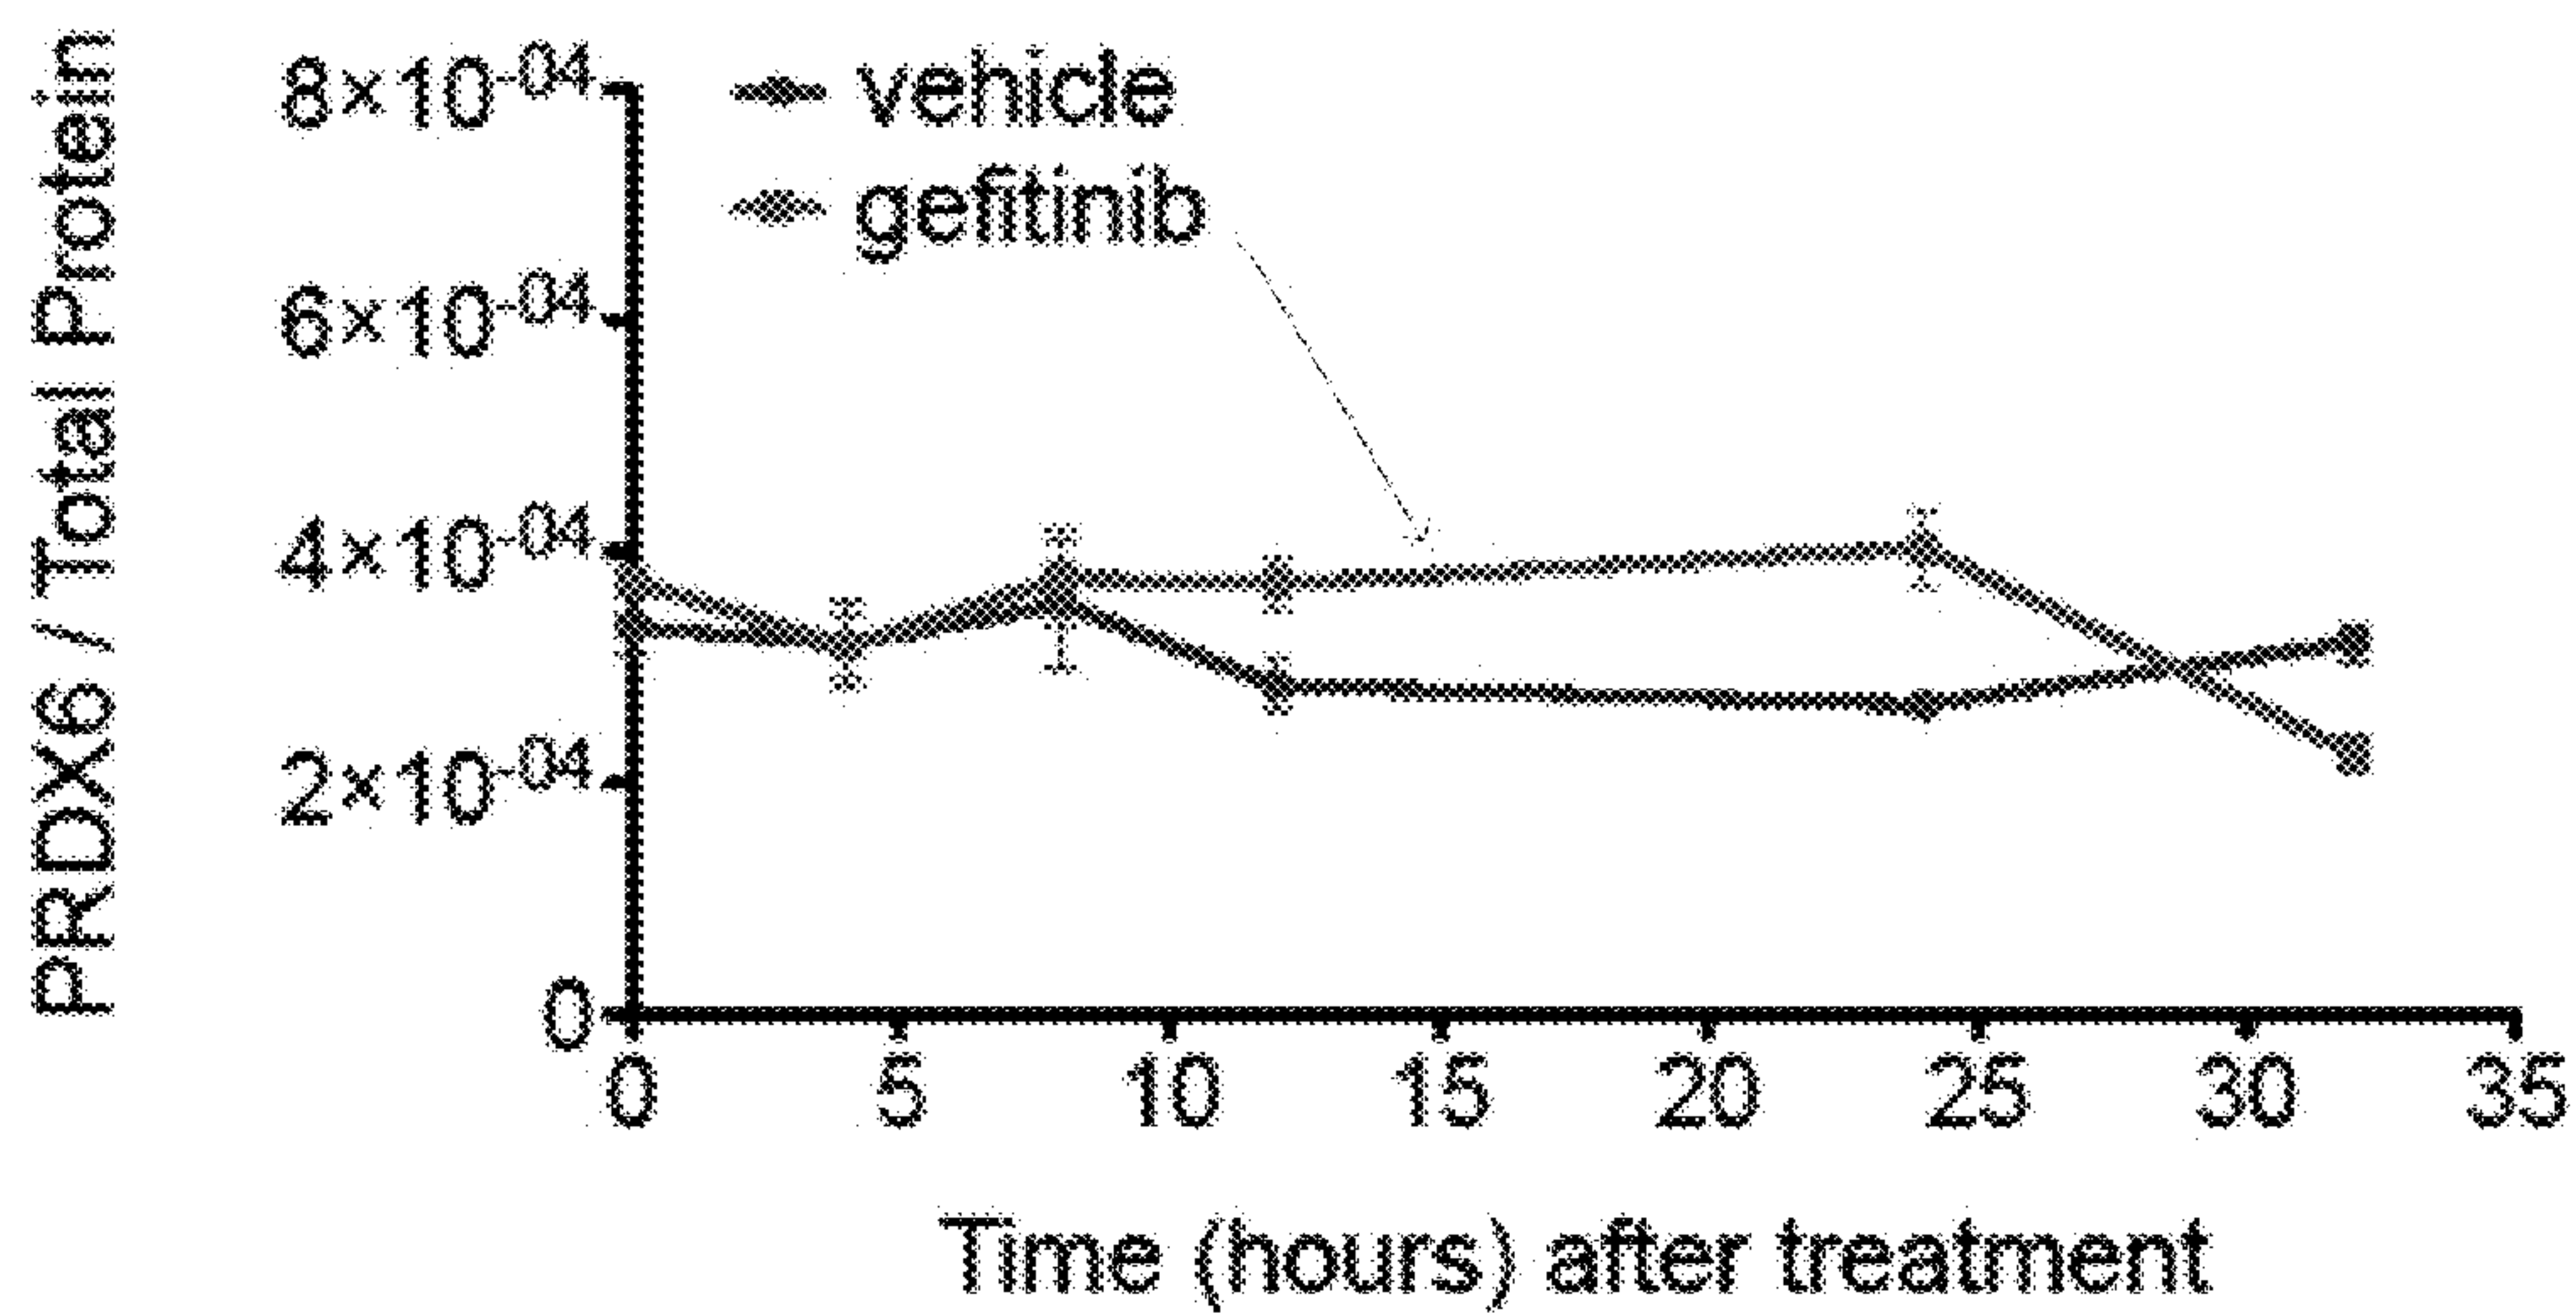 PRDX6 / Total Protein
8×10-04
6×10-04
4×10-04
2×10-04
0
vehicle
gefitinib
0 5 10 15 20 25 30 35
Time (hours) after treatment